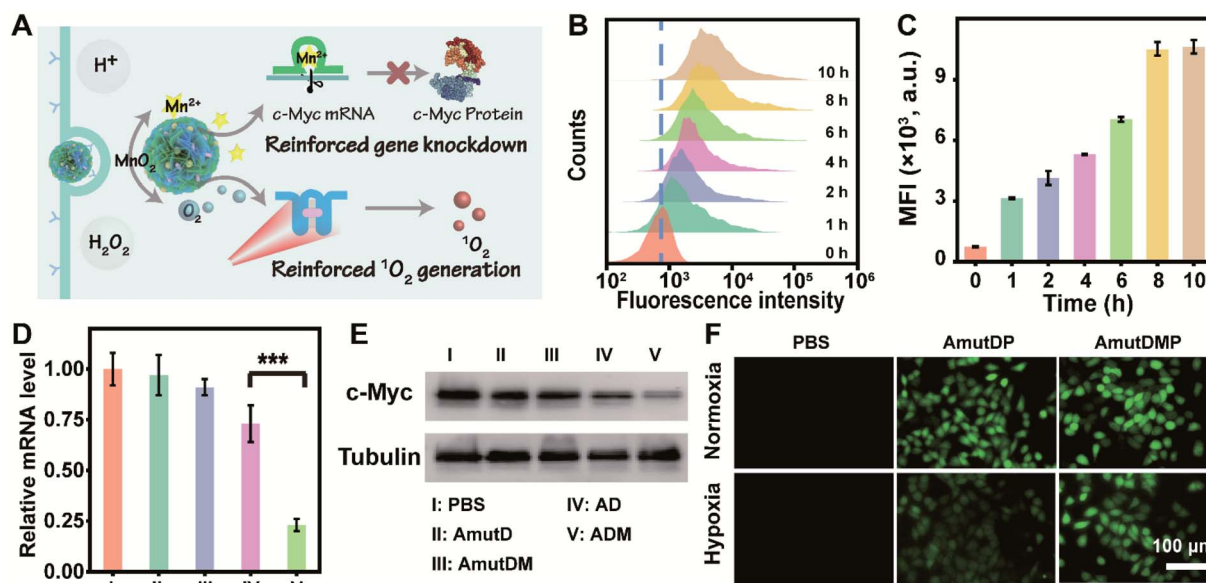 A
H⁺
Mn²⁺
MnO₂
O₂
H₂O₂
Mn²⁺
c-Myc mRNA
c-Myc Protein
Reinforced gene knockdown
¹O₂
Reinforced ¹O₂ generation
B
Counts
10 h
8 h
6 h
4 h
2 h
1 h
0 h
10² 10³ 10⁴ 10⁵ 10⁶
Fluorescence intensity
C
MFI (×10³, a.u.)
9
6
3
0
0 1 2 4 6 8 10
Time (h)
D
Relative mRNA level
1.00
0.75
0.50
0.25
0.00
***
I II III IV V
E
I II III IV V
c-Myc
Tubulin
I: PBS IV: AD
II: AmutD V: ADM
III: AmutDM
F
PBS AmutDP AmutDMP
Normoxia
Hypoxia
100 μm